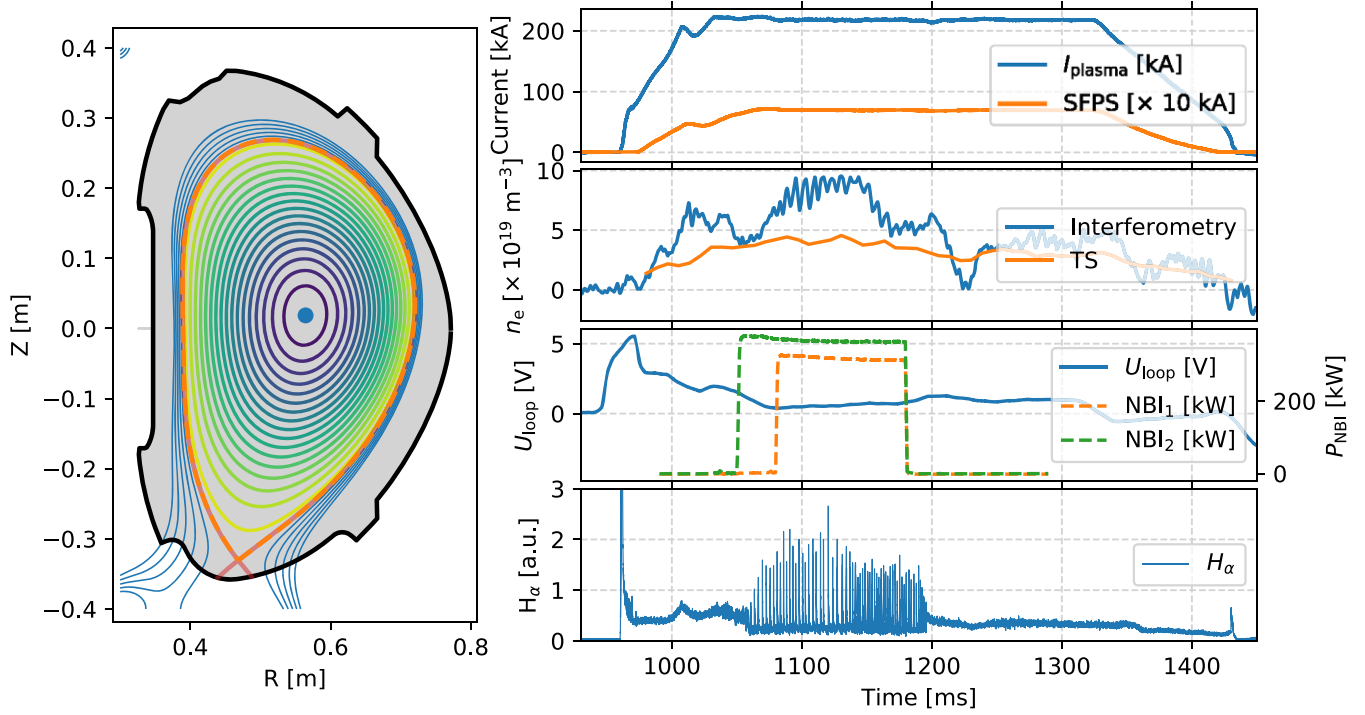 0.4
0.3
0.2
0.1
0.0
−0.1
−0.2
−0.3
−0.4
Z [m]
0.4
0.6
0.8
R [m]
200
100
0
Current [kA]
I_plasma [kA]
SFPS [× 10 kA]
10
5
0
n_e [× 10^19 m^−3]
Interferometry
TS
5
0
U_loop [V]
U_loop [V]
NBI_1 [kW]
NBI_2 [kW]
200
0
P_NBI [kW]
3
2
1
0
H_α [a.u.]
H_α
1000
1100
1200
1300
1400
Time [ms]